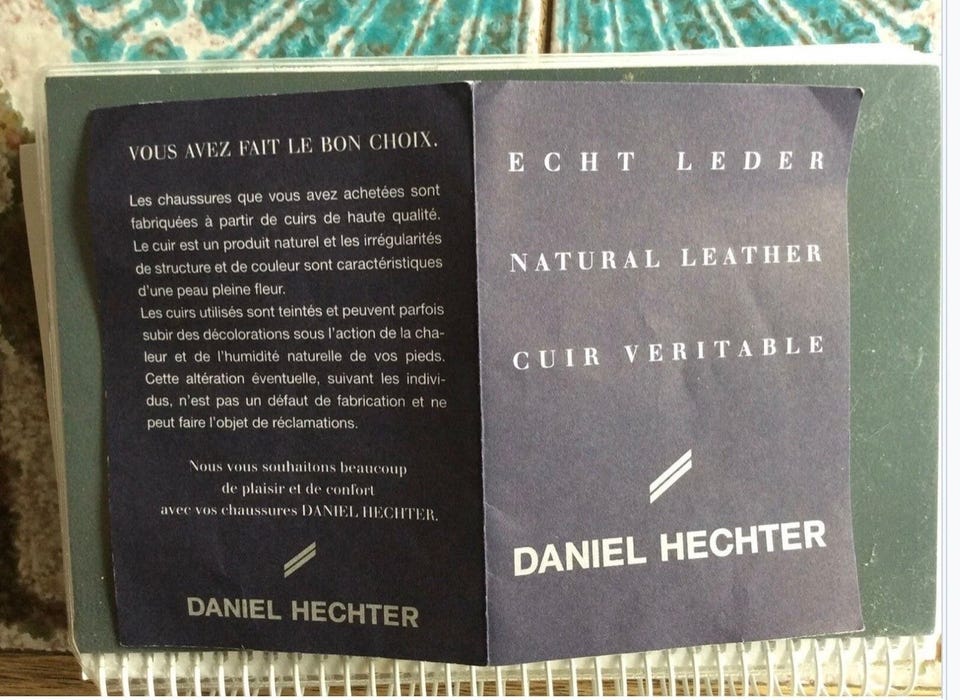 VOUS AVEZ FAIT LE BON CHOIX.
Les chaussures que vous avez achetées sont
fabriquées à partir de cuirs de haute qualité.
Le cuir est un produit naturel et les irrégularités
de structure et de couleur sont caractéristiques
d'une peau pleine fleur.
Les cuirs utilisés sont teintés et peuvent parfois
subir des décolorations sous l'action de la cha-
leur et de l'humidité naturelle de vos pieds.
Cette altération éventuelle, suivant les indivi-
dus, n'est pas un défaut de fabrication et ne
peut faire l'objet de réclamations.
Nous vous souhaitons beaucoup
de plaisir et de confort
avec vos chaussures DANIEL HECHTER.
DANIEL HECHTER
ECHT LEDER
NATURAL LEATHER
CUIR VERITABLE
DANIEL HECHTER